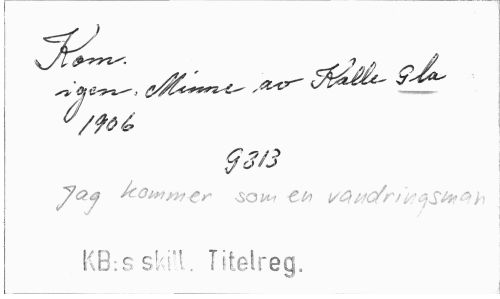 Kom.
igen. Minne av Kalle Gla
1906
G313
Jag kommer som en vandringsman
KB:s skill. Titelreg.